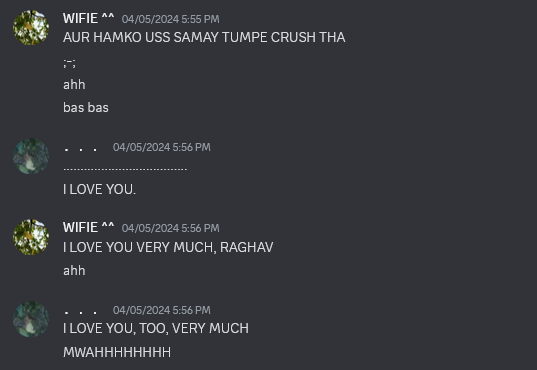 WIFIE ^^ 04/05/2024 5:55 PM
AUR HAMKO USS SAMAY TUMPE CRUSH THA
;-;
ahh
bas bas
. . . 04/05/2024 5:56 PM
....................................
I LOVE YOU.
WIFIE ^^ 04/05/2024 5:56 PM
I LOVE YOU VERY MUCH, RAGHAV
ahh
. . . 04/05/2024 5:56 PM
I LOVE YOU, TOO, VERY MUCH
MWAHHHHHHHH